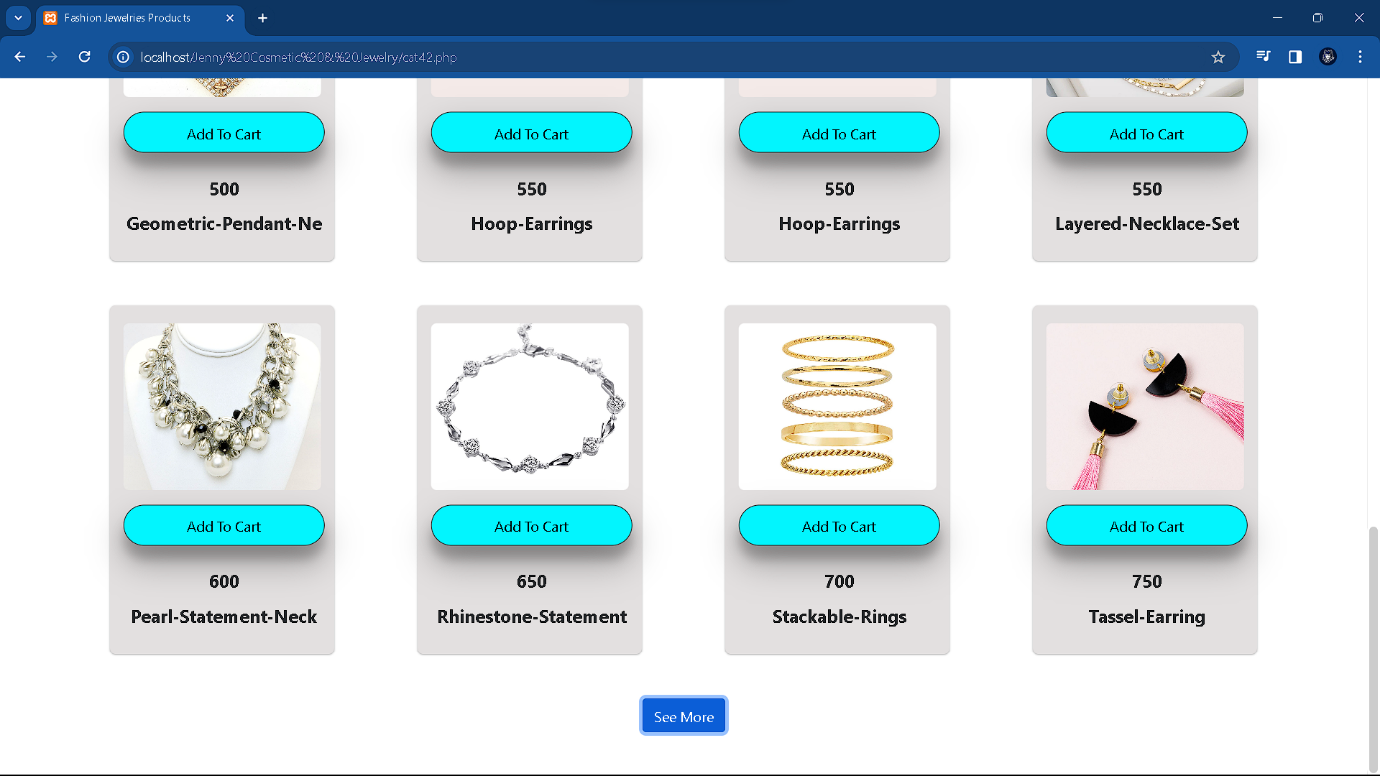 Fashion Jewelries Products
localhost/Jenny%20Cosmetic%20&%20Jewelry/cat42.php
Add To Cart Add To Cart Add To Cart Add To Cart
500 550 550 550
Geometric-Pendant-Ne Hoop-Earrings Hoop-Earrings Layered-Necklace-Set
Add To Cart Add To Cart Add To Cart Add To Cart
600 650 700 750
Pearl-Statement-Neck Rhinestone-Statement Stackable-Rings Tassel-Earring
See More